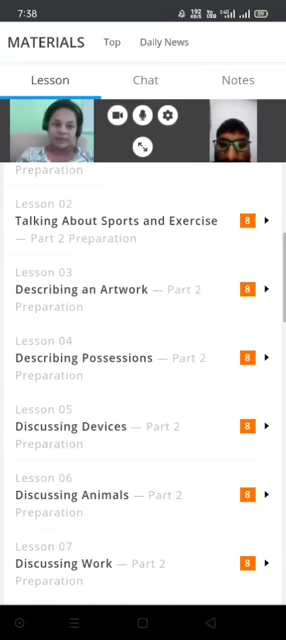 7:38
MATERIALS
Top
Daily News
Lesson
Chat
Notes
Preparation
Lesson 02
Talking About Sports and Exercise 8
— Part 2 Preparation
Lesson 03
Describing an Artwork — Part 2 8
Preparation
Lesson 04
Describing Possessions — Part 2 8
Preparation
Lesson 05
Discussing Devices — Part 2 8
Preparation
Lesson 06
Discussing Animals — Part 2 8
Preparation
Lesson 07
Discussing Work — Part 2 8
Preparation